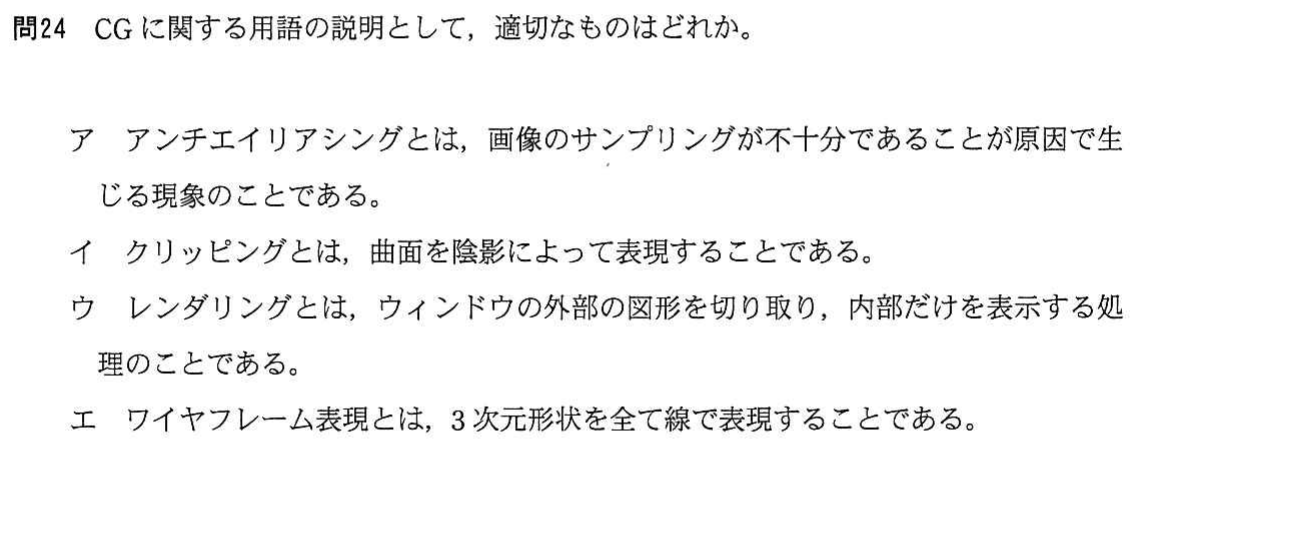 問24 CG に関する用語の説明として，適切なものはどれか。
ア アンチエイリアシングとは，画像のサンプリングが不十分であることが原因で生
じる現象のことである。
イ クリッピングとは，曲面を陰影によって表現することである。
ウ レンダリングとは，ウィンドウの外部の図形を切り取り，内部だけを表示する処
理のことである。
エ ワイヤフレーム表現とは，3 次元形状を全て線で表現することである。